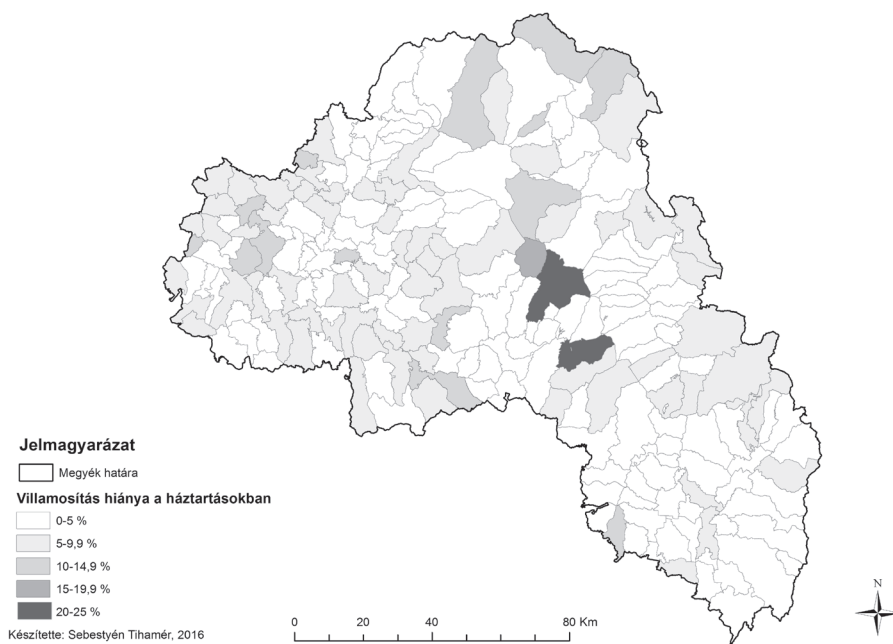 Jelmagyarázat
Megyék határa
Villamosítás hiánya a háztartásokban
0-5 %
5-9,9 %
10-14,9 %
15-19,9 %
20-25 %
Készítette: Sebestyén Tihamér, 2016
0 20 40 80 Km
N